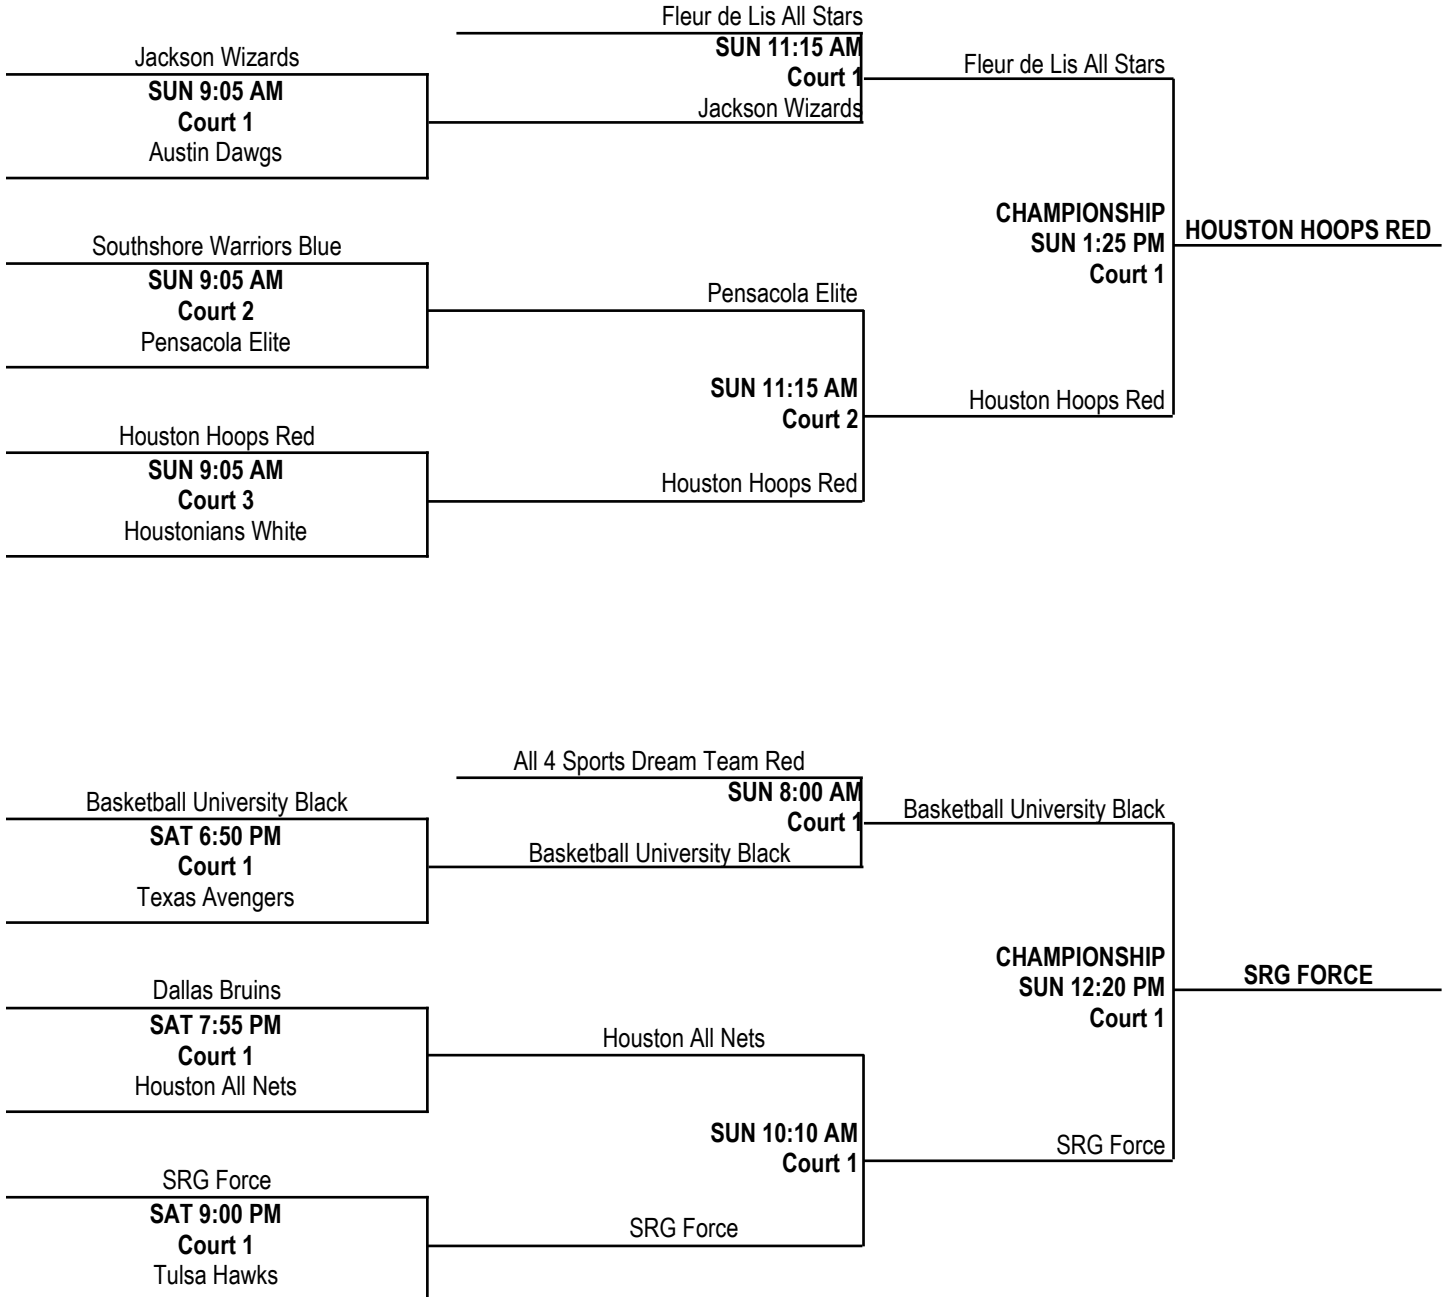 Fleur de Lis All Stars
SUN 11:15 AM
Court 1
Jackson Wizards
Jackson Wizards
SUN 9:05 AM
Court 1
Austin Dawgs
Fleur de Lis All Stars
CHAMPIONSHIP
SUN 1:25 PM
Court 1
HOUSTON HOOPS RED
Southshore Warriors Blue
SUN 9:05 AM
Court 2
Pensacola Elite
Pensacola Elite
SUN 11:15 AM
Court 2
Houston Hoops Red
Houston Hoops Red
Houston Hoops Red
SUN 9:05 AM
Court 3
Houstonians White
All 4 Sports Dream Team Red
SUN 8:00 AM
Court 1
Basketball University Black
Basketball University Black
SAT 6:50 PM
Court 1
Texas Avengers
Basketball University Black
CHAMPIONSHIP
SUN 12:20 PM
Court 1
SRG FORCE
Dallas Bruins
SAT 7:55 PM
Court 1
Houston All Nets
Houston All Nets
SUN 10:10 AM
Court 1
SRG Force
SRG Force
SRG Force
SAT 9:00 PM
Court 1
Tulsa Hawks